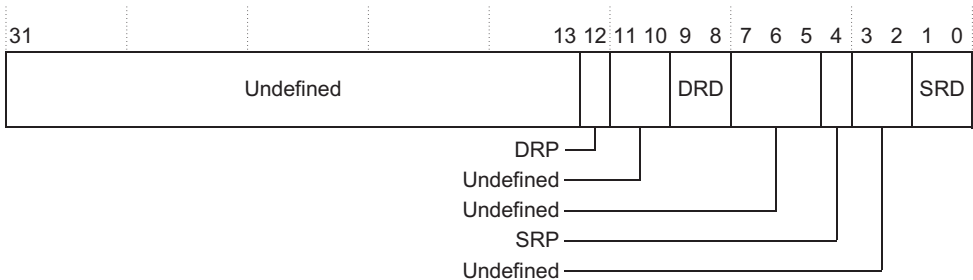 31 13 12 11 10 9 8 7 6 5 4 3 2 1 0
Undefined DRD SRD
DRP
Undefined
Undefined
SRP
Undefined